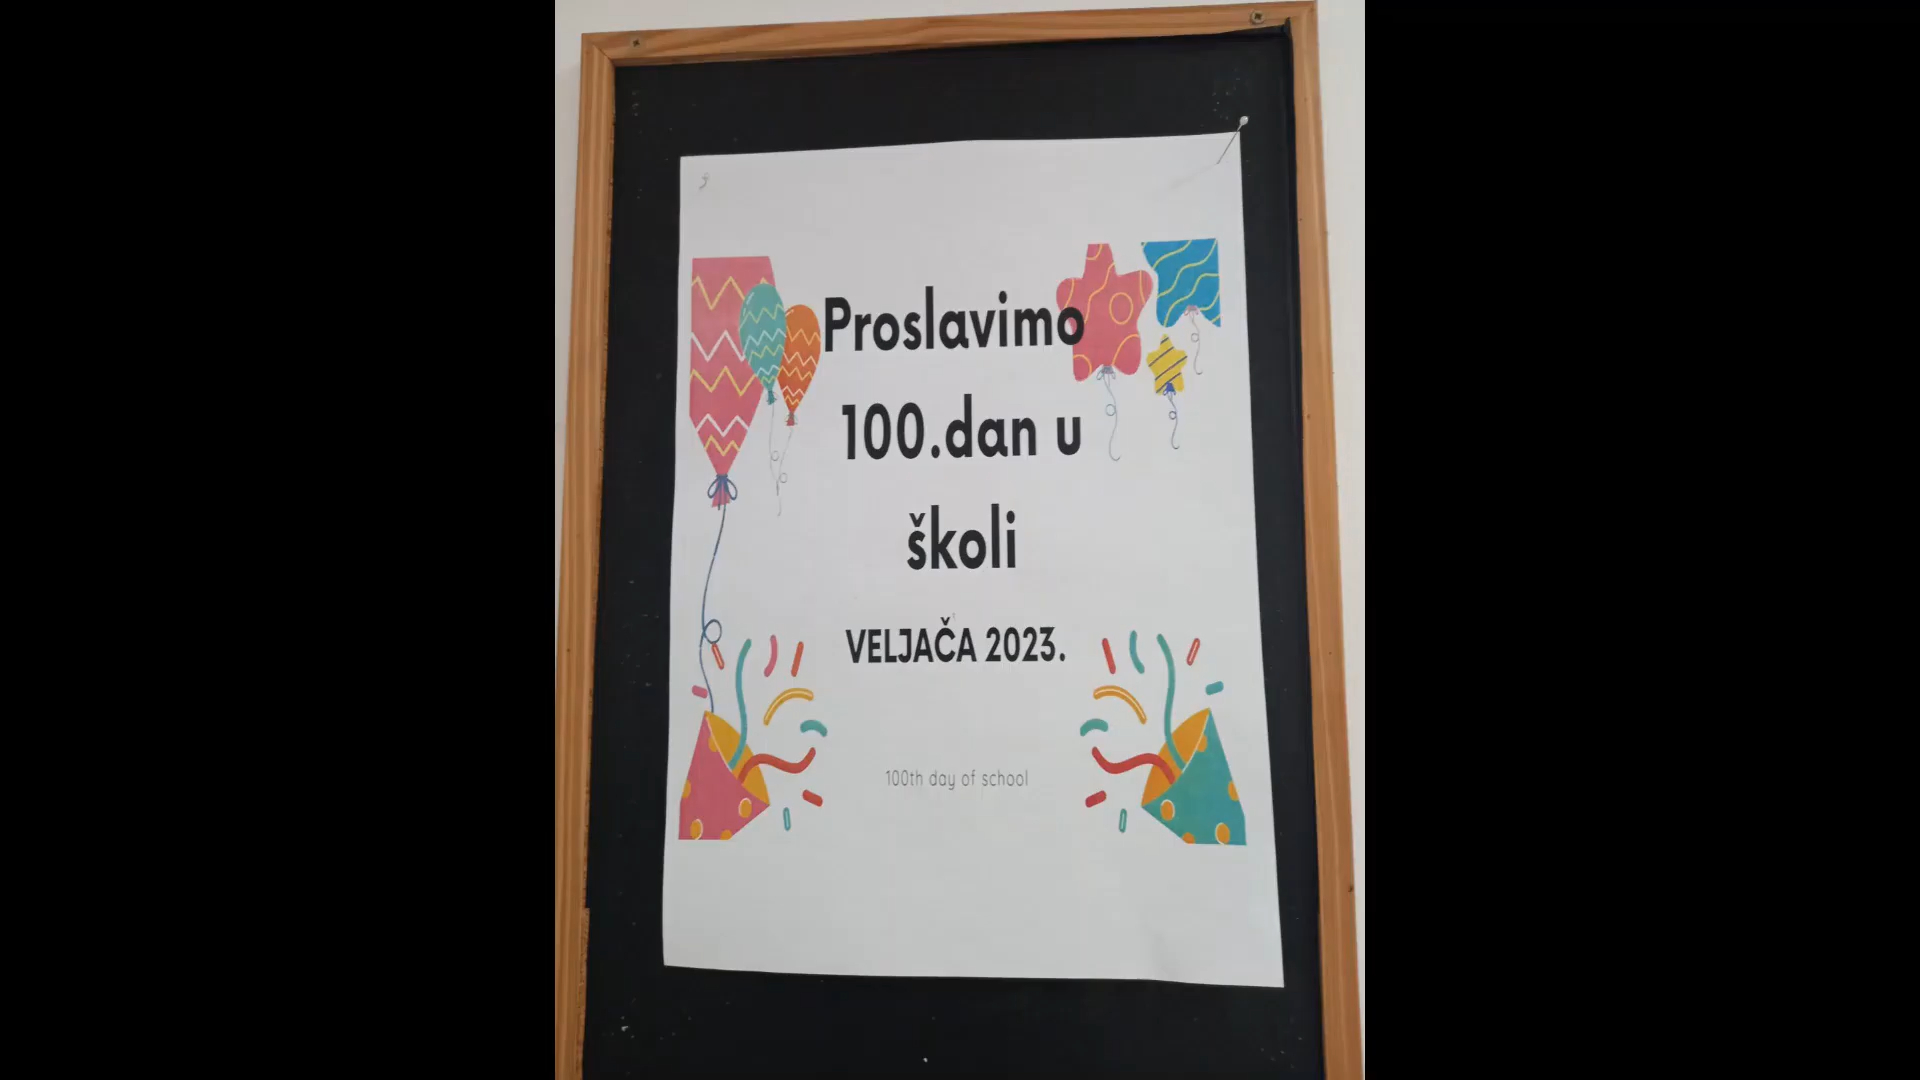 Proslavimo
100.dan u
školi
VELJAČA 2023.
100th day of school